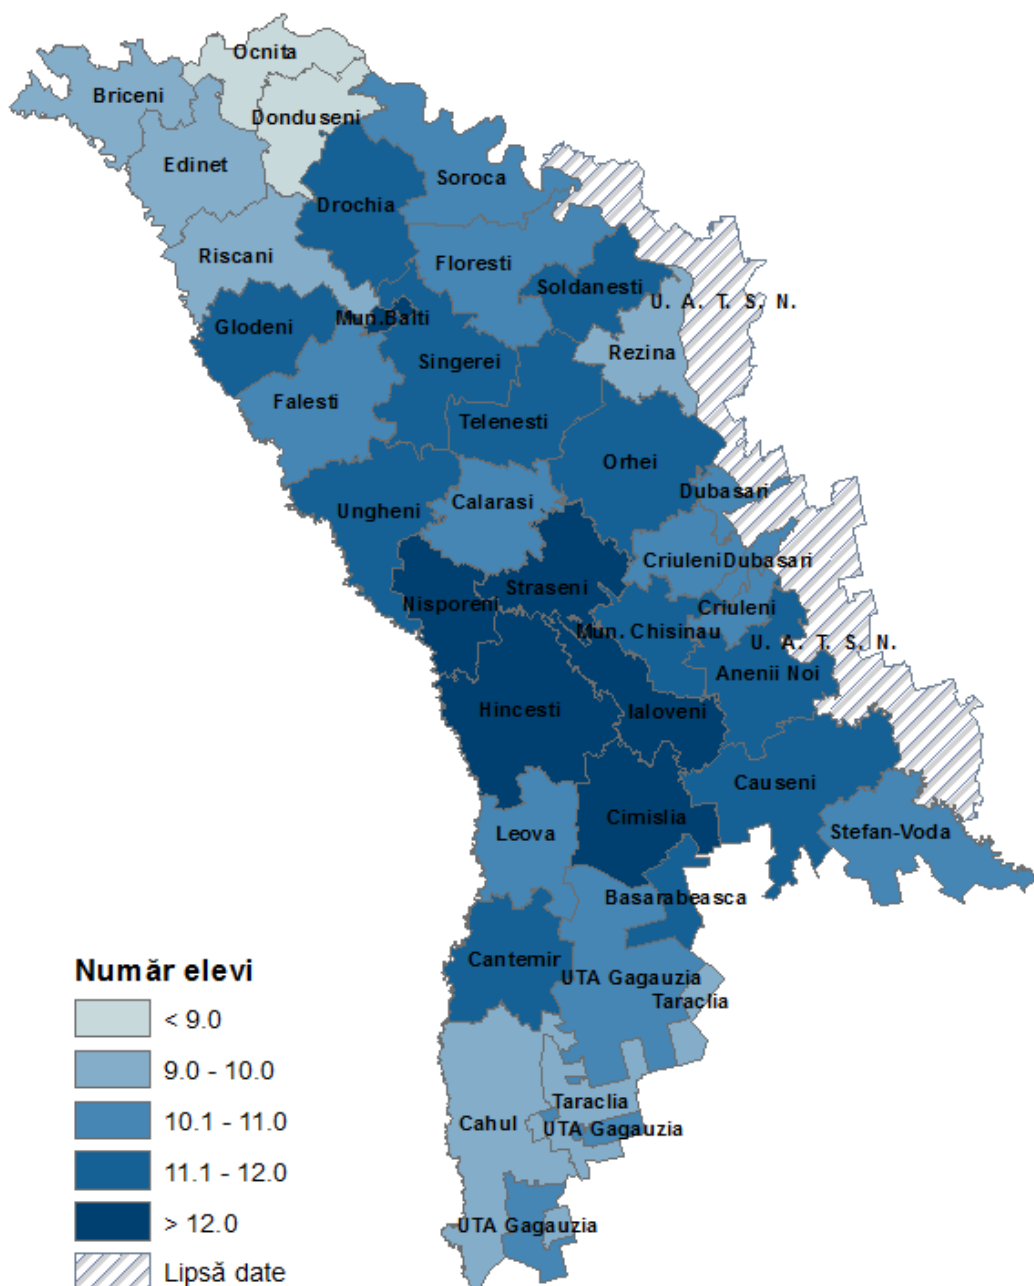 Ocnita
Briceni
Donduseni
Edinet
Soroca
Drochia
Riscani
Floresti
Soldanesti
U. A. T. S. N.
Mun.Balti
Glodeni
Rezina
Singerei
Falesti
Telenesti
Orhei
Dubasari
Calarasi
Ungheni
Criuleni
Dubasari
Straseni
Nisporeni
Criuleni
Mun. Chisinau
U. A. T. S. N.
Anenii Noi
Hincesti
Ialoveni
Causeni
Cimislia
Leova
Stefan-Voda
Basarabeasca
Cantemir
UTA Gagauzia
Taraclia
Taraclia
Cahul
UTA Gagauzia
UTA Gagauzia
Număr elevi
< 9.0
9.0 - 10.0
10.1 - 11.0
11.1 - 12.0
> 12.0
Lipsă date